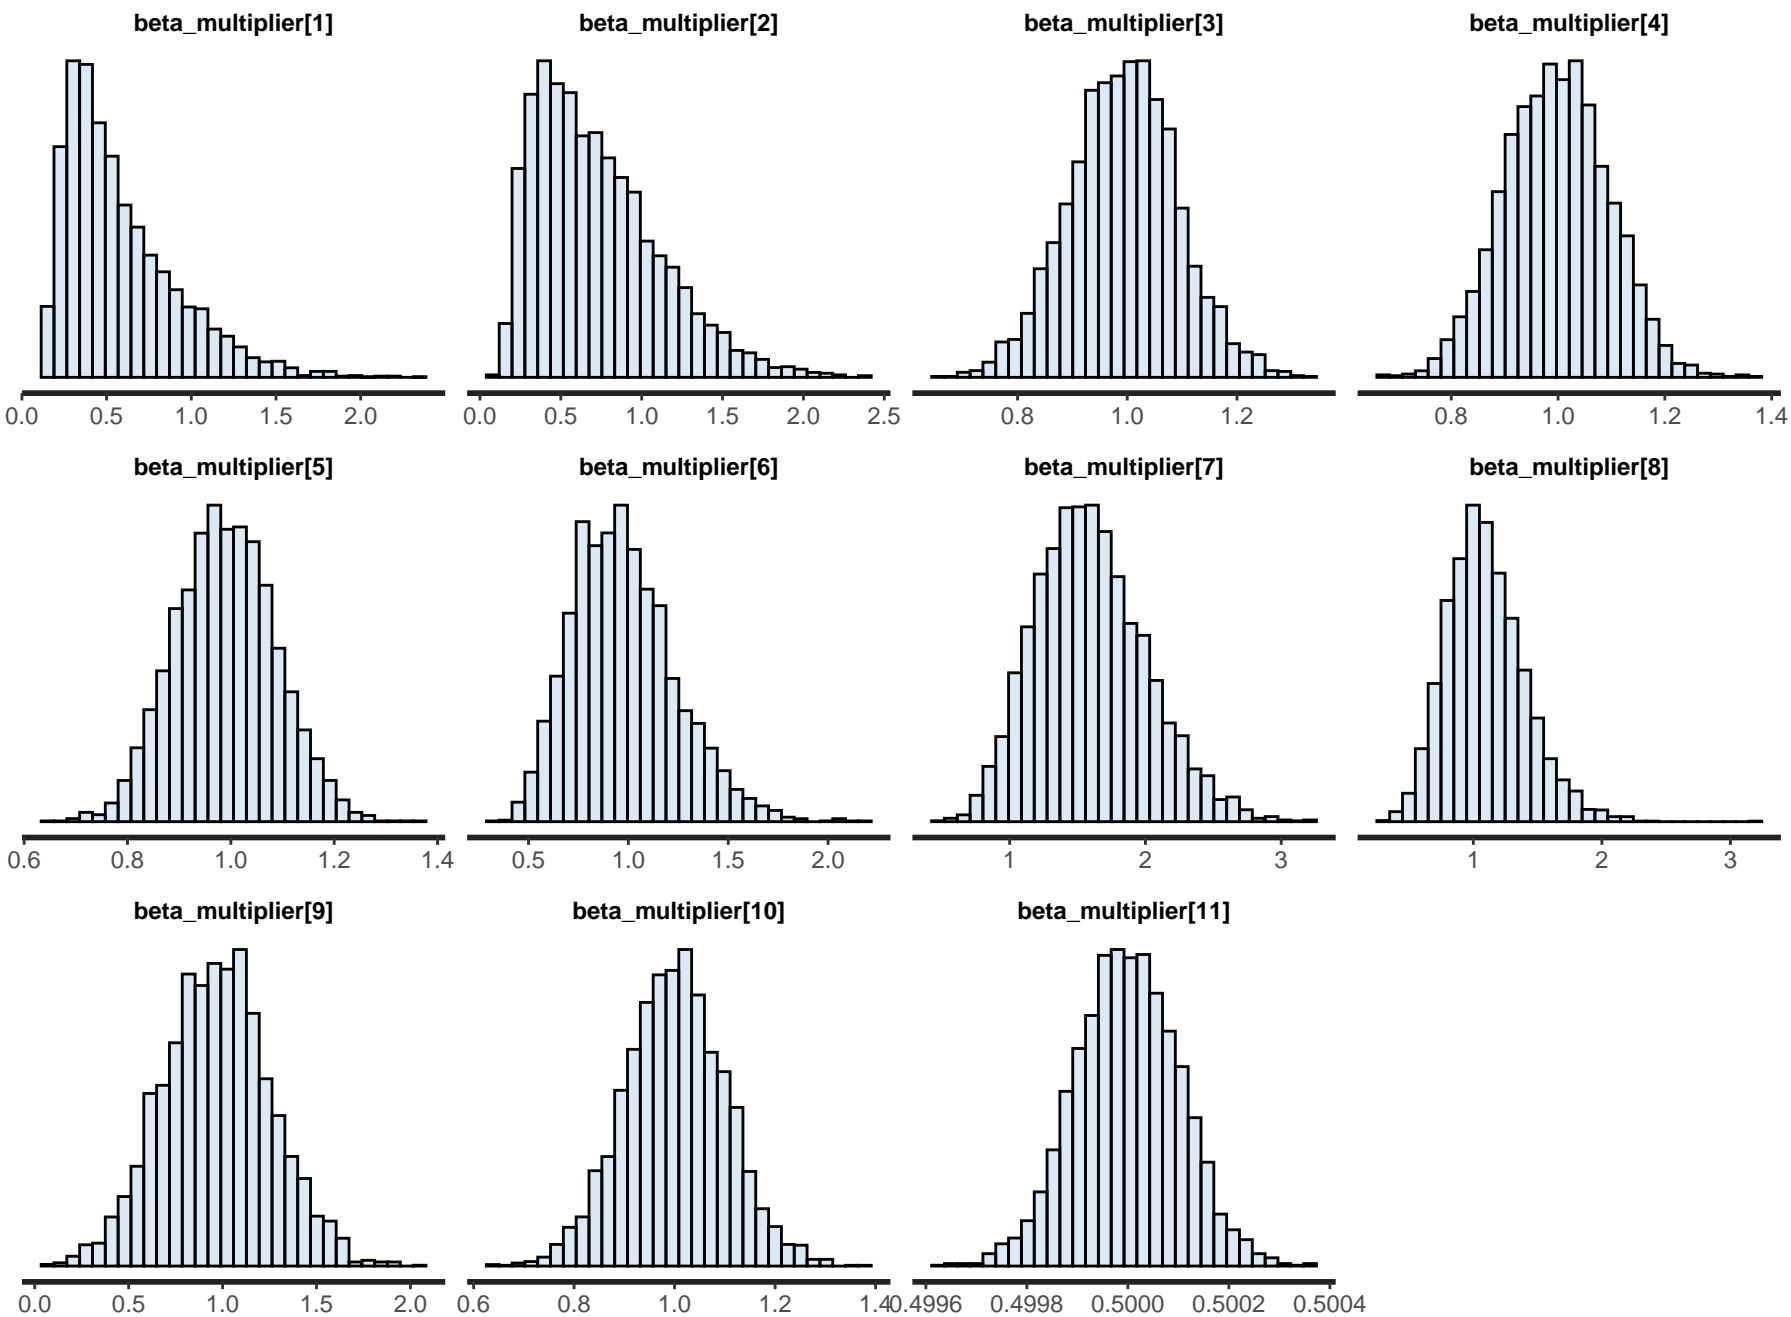 beta_multiplier[1] beta_multiplier[2] beta_multiplier[3] beta_multiplier[4]
0.0 0.5 1.0 1.5 2.0 0.0 0.5 1.0 1.5 2.0 2.5 0.8 1.0 1.2 0.8 1.0 1.2 1.4
beta_multiplier[5] beta_multiplier[6] beta_multiplier[7] beta_multiplier[8]
0.6 0.8 1.0 1.2 1.4 0.5 1.0 1.5 2.0 1 2 3 1 2 3
beta_multiplier[9] beta_multiplier[10] beta_multiplier[11]
0.0 0.5 1.0 1.5 2.0 0.6 0.8 1.0 1.2 1.4 0.4996 0.4998 0.5000 0.5002 0.5004